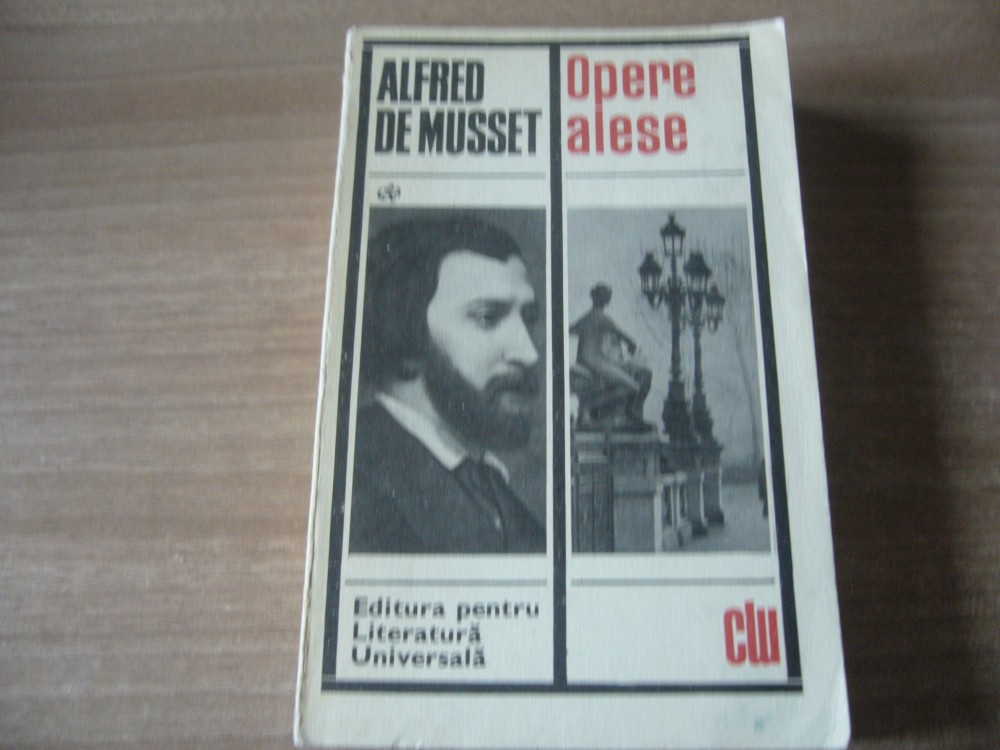 ALFRED
DE MUSSET
Opere
alese
Editura pentru
Literatură
Universală
clu